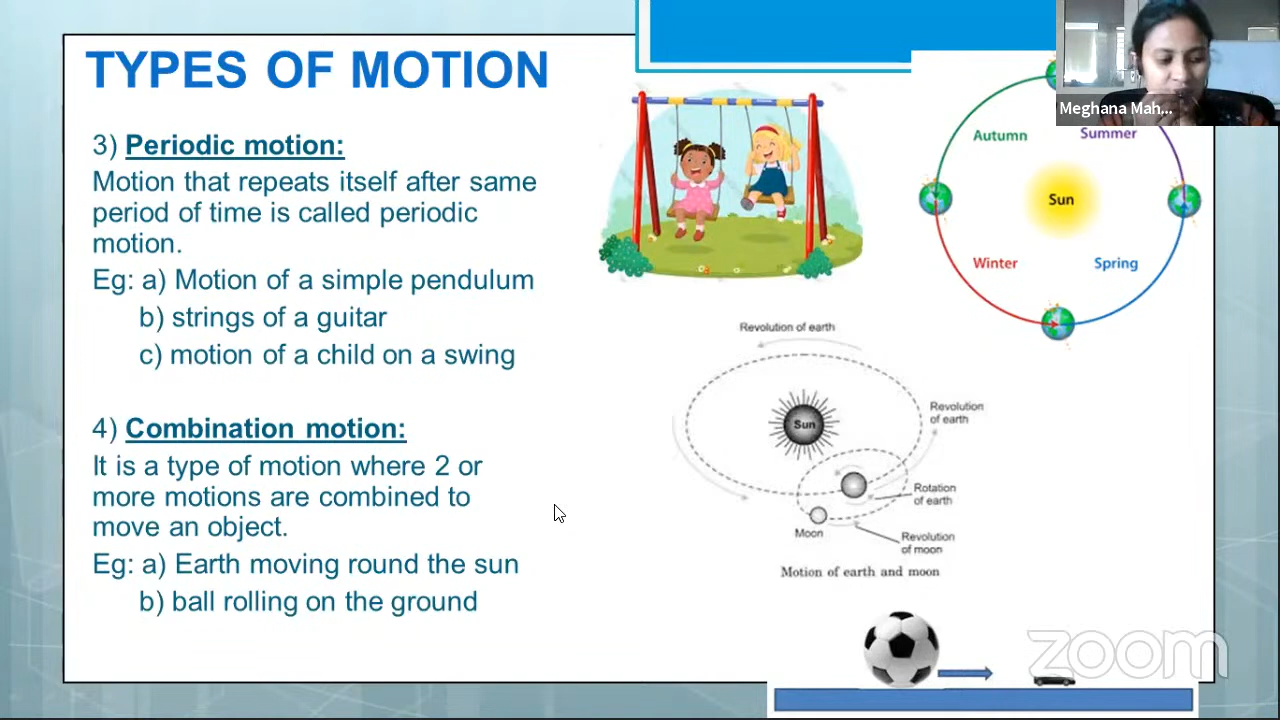 TYPES OF MOTION
3) Periodic motion:
Motion that repeats itself after same
period of time is called periodic
motion.
Eg: a) Motion of a simple pendulum
b) strings of a guitar
c) motion of a child on a swing
4) Combination motion:
It is a type of motion where 2 or
more motions are combined to
move an object.
Eg: a) Earth moving round the sun
b) ball rolling on the ground
Meghana Mah...
Autumn
Summer
Sun
Winter
Spring
Revolution of earth
Sun
Revolution
of earth
Rotation
of earth
Moon
Revolution
of moon
Motion of earth and moon
zoom